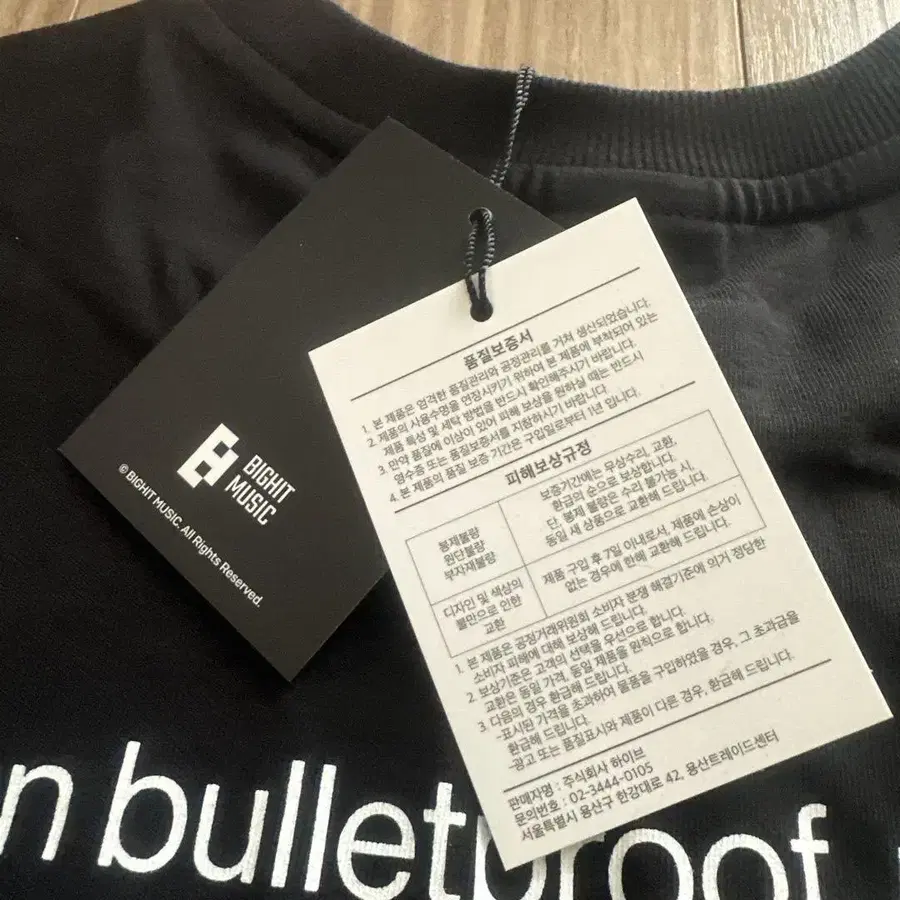 BIGHIT
MUSIC
© BIGHIT MUSIC. All Rights Reserved.
품질보증서
1. 본 제품은 엄격한 품질관리와 공정관리를 거쳐 생산되었습니다.
2. 제품의 사용수명을 연장시키기 위하여 본 제품에 부착되어 있는
제품 특성 및 세탁 방법을 반드시 확인해주시기 바랍니다.
3. 만약 품질에 이상이 있어 피해 보상을 원하실 때는 반드시
영수증 또는 품질보증서를 지참하시기 바랍니다.
4. 본 제품의 품질 보증 기간은 구입일로부터 1년 입니다.
피해보상규정
봉제불량
원단불량
부자재불량
보증기간에는 무상수리, 교환,
환급의 순으로 보상합니다.
단, 봉제 불량은 수리 불가능 시,
동일 새 상품으로 교환해 드립니다.
디자인 및 색상의
불만으로 인한
교환
제품 구입 후 7일 이내로서, 제품에 손상이
없는 경우에 한해 교환해 드립니다.
1. 본 제품은 공정거래위원회 소비자 분쟁 해결기준에 의거 정당한
소비자 피해에 대해 보상해 드립니다.
2. 보상기준은 고객의 선택을 우선으로 합니다.
교환은 동일 가격, 동일 제품을 원칙으로 합니다.
3. 다음의 경우 환급해 드립니다.
-표시된 가격을 초과하여 물품을 구입하였을 경우, 그 초과금을
환급해 드립니다.
-광고 또는 품질표시와 제품이 다른 경우, 환급해 드립니다.
판매자명 : 주식회사 하이브
문의번호 : 02-3444-0105
서울특별시 용산구 한강대로 42, 용산트레이드센터
n bulletproof